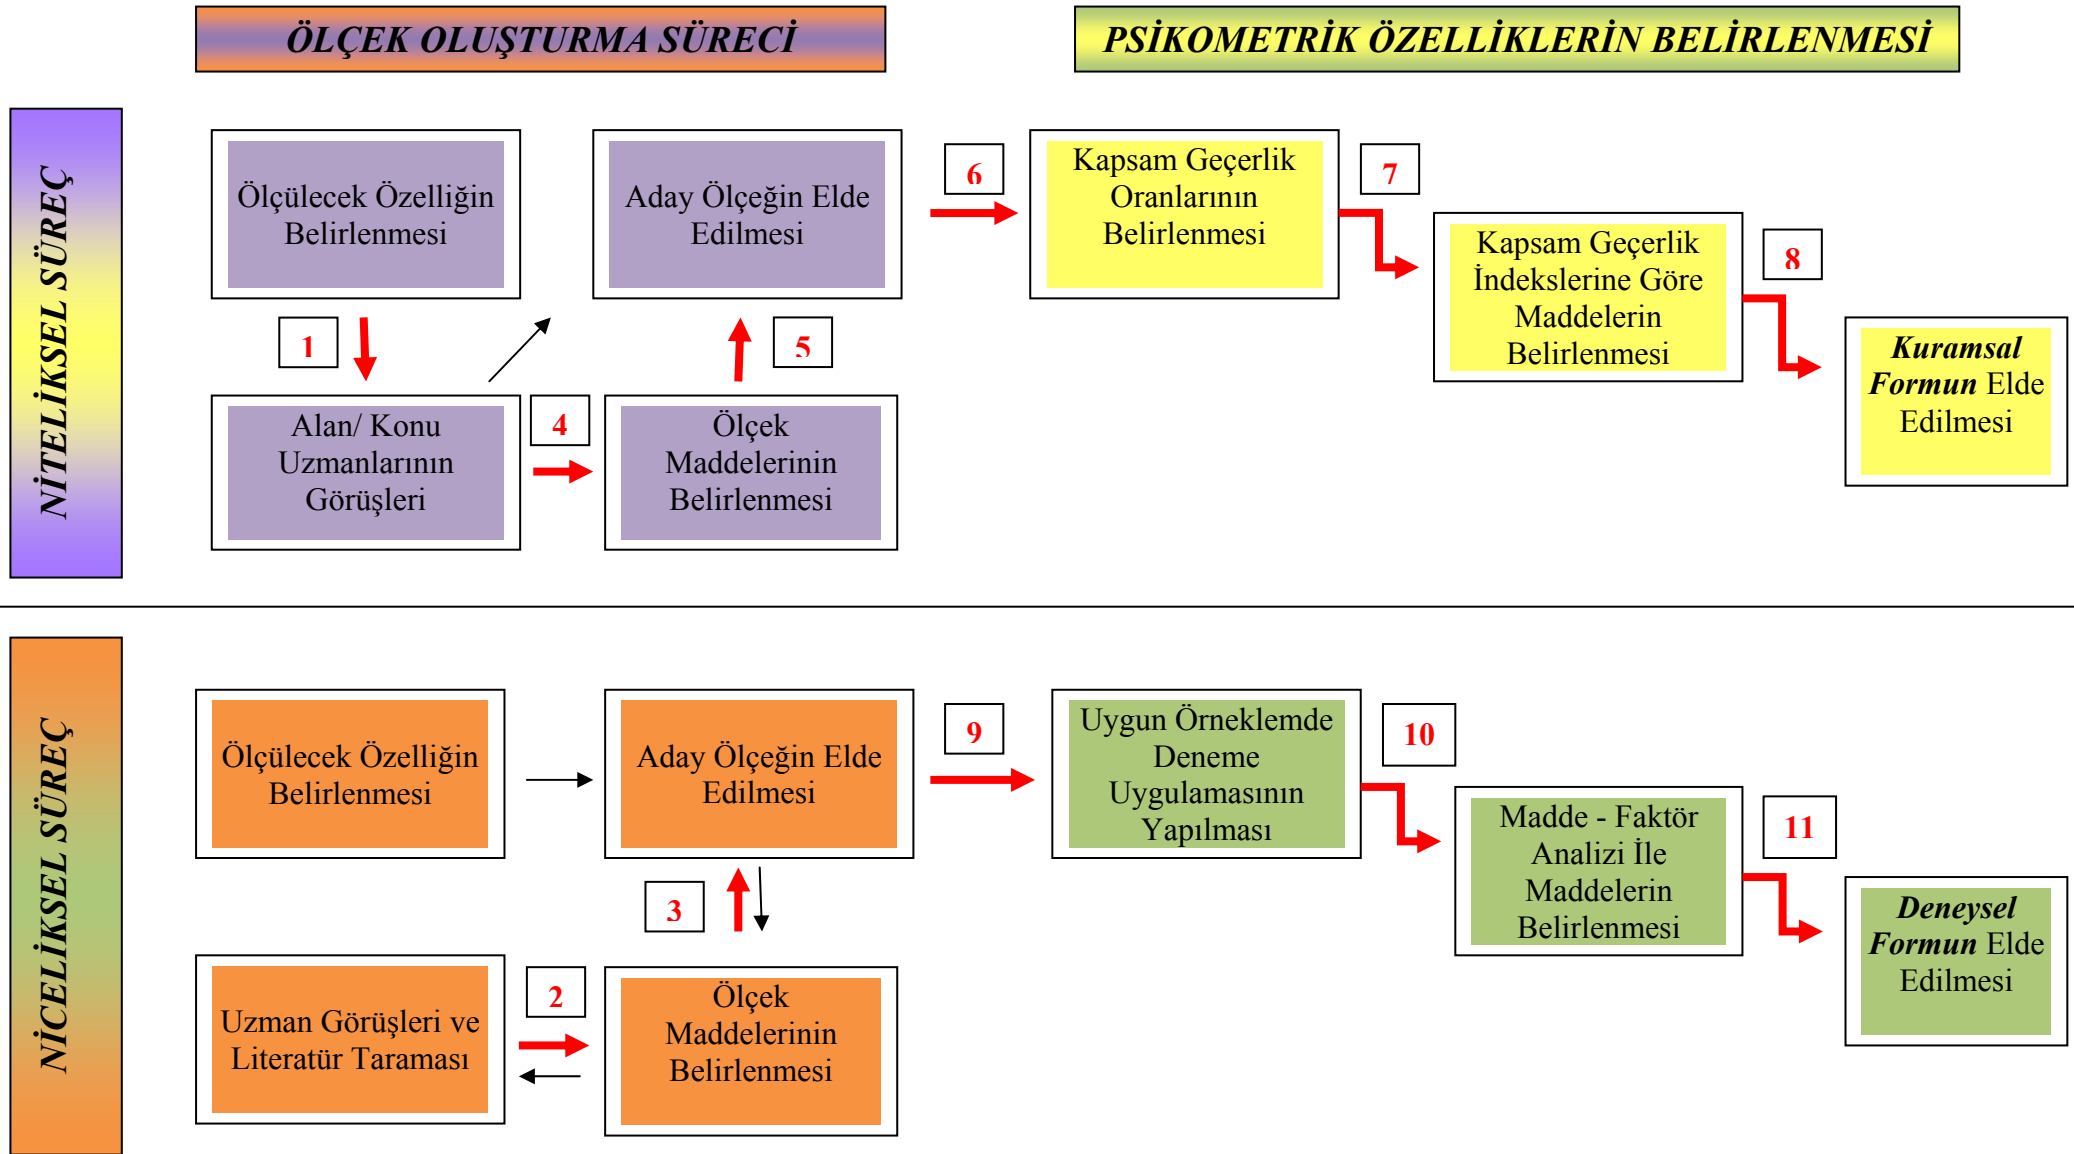 ÖLÇEK OLUŞTURMA SÜRECİ
PSİKOMETRİK ÖZELLİKLERİN BELİRLENMESİ
NİTELİKSEL SÜREÇ
Ölçülecek Özelliğin
Belirlenmesi
Aday Ölçeğin Elde
Edilmesi
6
Kapsam Geçerlik
Oranlarının
Belirlenmesi
7
Kapsam Geçerlik
İndekslerine Göre
Maddelerin
Belirlenmesi
8
Kuramsal
Formun Elde
Edilmesi
1
5
Alan/ Konu
Uzmanlarının
Görüşleri
4
Ölçek
Maddelerinin
Belirlenmesi
NİCELİKSEL SÜREÇ
Ölçülecek Özelliğin
Belirlenmesi
Aday Ölçeğin Elde
Edilmesi
9
Uygun Örneklemde
Deneme
Uygulamasının
Yapılması
10
Madde - Faktör
Analizi İle
Maddelerin
Belirlenmesi
11
Deneysel
Formun Elde
Edilmesi
3
Uzman Görüşleri ve
Literatür Taraması
2
Ölçek
Maddelerinin
Belirlenmesi